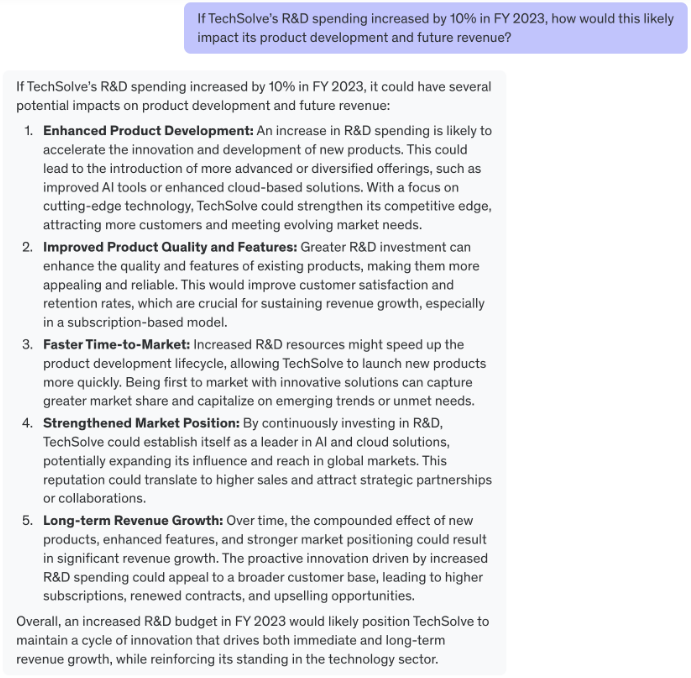 If TechSolve's R&D spending increased by 10% in FY 2023, how would this likely
impact its product development and future revenue?
If TechSolve's R&D spending increased by 10% in FY 2023, it could have several
potential impacts on product development and future revenue:
1. Enhanced Product Development: An increase in R&D spending is likely to
accelerate the innovation and development of new products. This could
lead to the introduction of more advanced or diversified offerings, such as
improved AI tools or enhanced cloud-based solutions. With a focus on
cutting-edge technology, TechSolve could strengthen its competitive edge,
attracting more customers and meeting evolving market needs.
2. Improved Product Quality and Features: Greater R&D investment can
enhance the quality and features of existing products, making them more
appealing and reliable. This would improve customer satisfaction and
retention rates, which are crucial for sustaining revenue growth, especially
in a subscription-based model.
3. Faster Time-to-Market: Increased R&D resources might speed up the
product development lifecycle, allowing TechSolve to launch new products
more quickly. Being first to market with innovative solutions can capture
greater market share and capitalize on emerging trends or unmet needs.
4. Strengthened Market Position: By continuously investing in R&D,
TechSolve could establish itself as a leader in AI and cloud solutions,
potentially expanding its influence and reach in global markets. This
reputation could translate to higher sales and attract strategic partnerships
or collaborations.
5. Long-term Revenue Growth: Over time, the compounded effect of new
products, enhanced features, and stronger market positioning could result
in significant revenue growth. The proactive innovation driven by increased
R&D spending could appeal to a broader customer base, leading to higher
subscriptions, renewed contracts, and upselling opportunities.
Overall, an increased R&D budget in FY 2023 would likely position TechSolve to
maintain a cycle of innovation that drives both immediate and long-term
revenue growth, while reinforcing its standing in the technology sector.